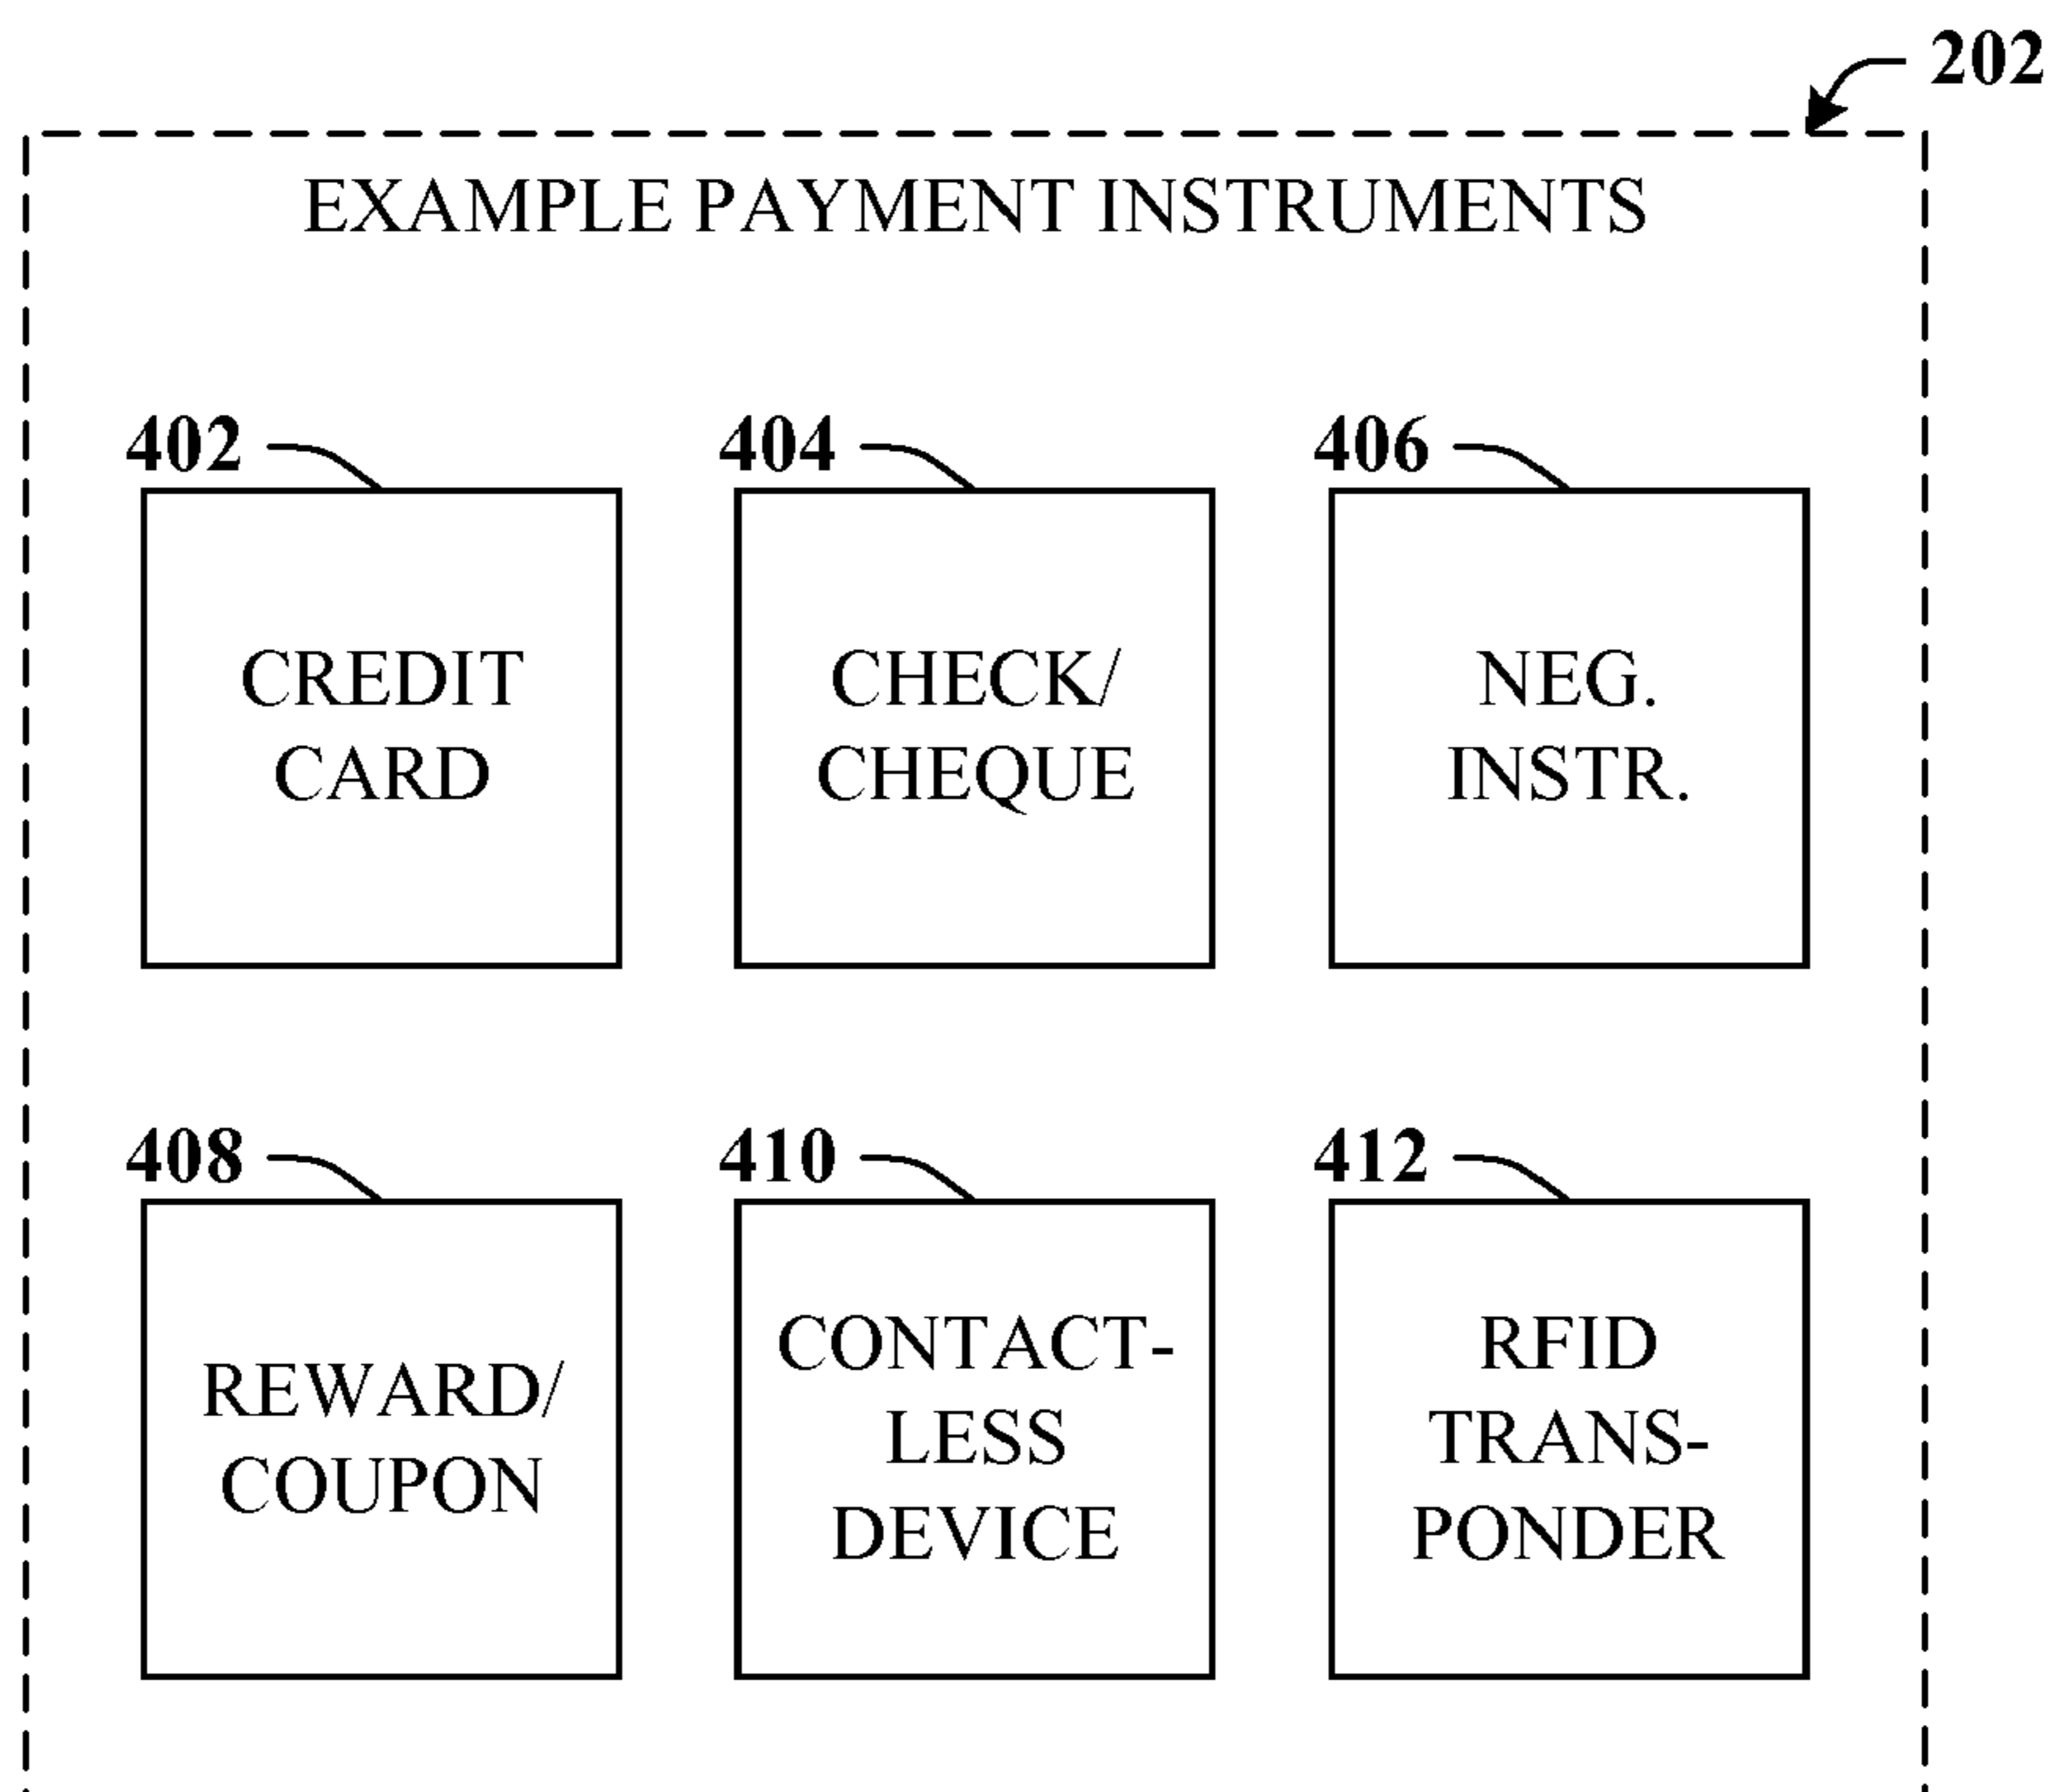 202
EXAMPLE PAYMENT INSTRUMENTS
402
CREDIT
CARD
404
CHECK/
CHEQUE
406
NEG.
INSTR.
408
REWARD/
COUPON
410
CONTACT-
LESS
DEVICE
412
RFID
TRANS-
PONDER